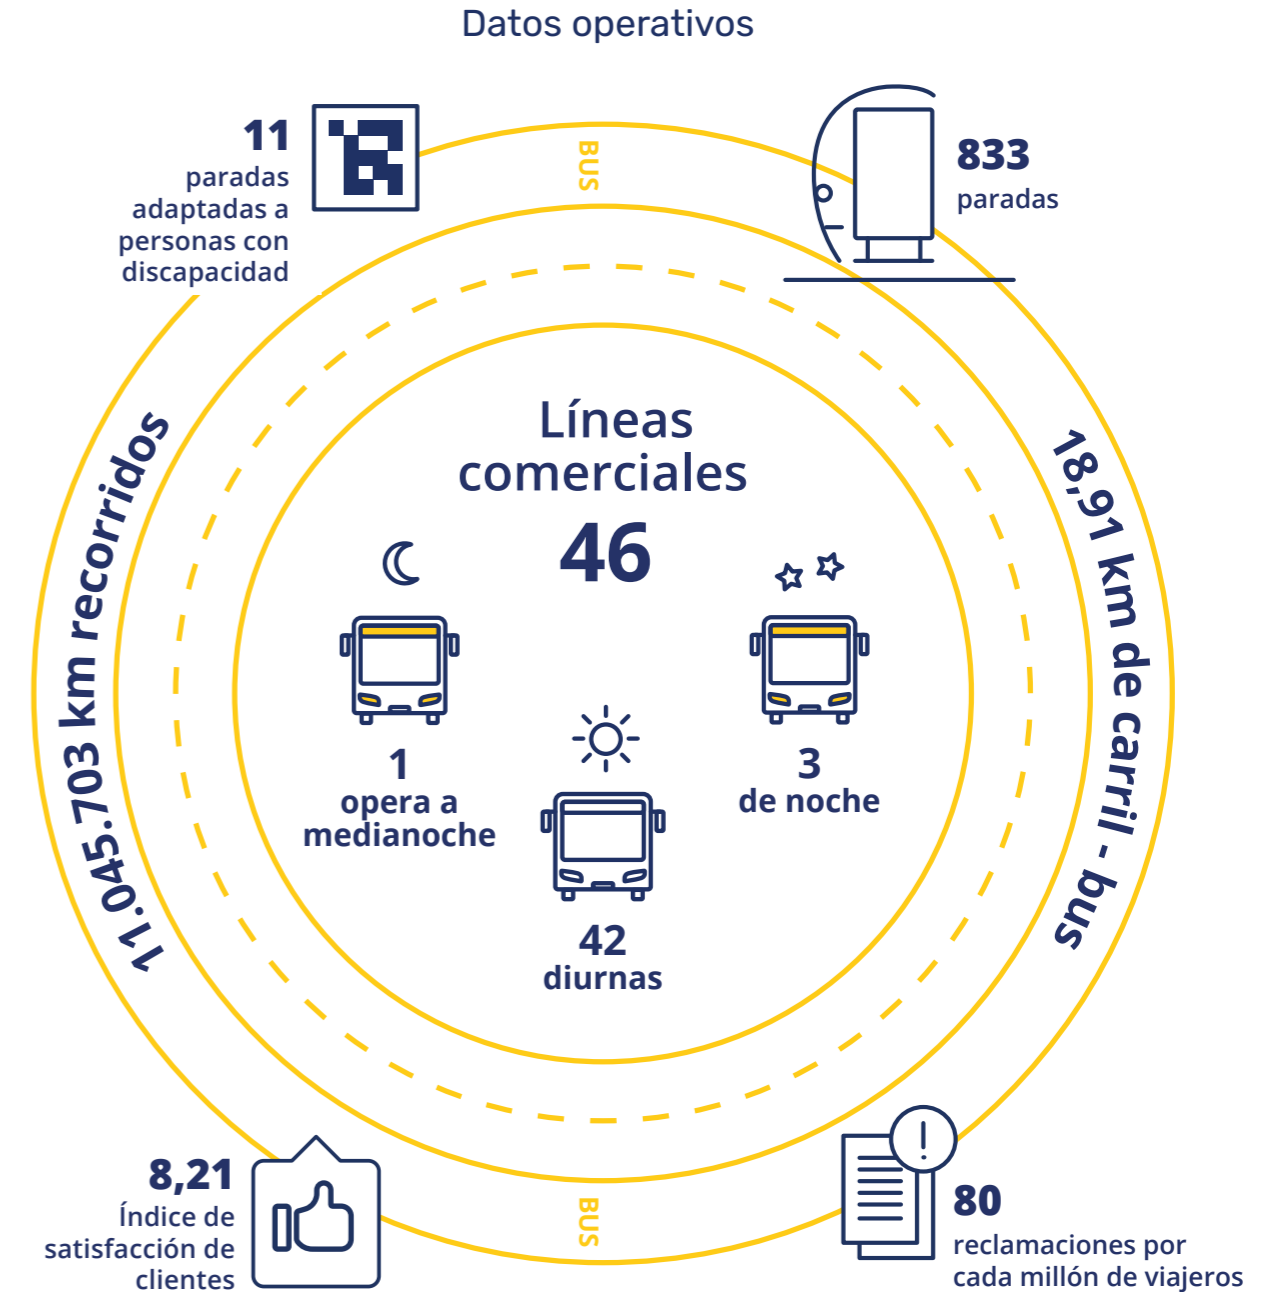 Datos operativos
11
paradas
adaptadas a
personas con
discapacidad
BUS
833
paradas
11.045.703 km recorridos
18,91 km de carril - bus
Líneas
comerciales
46
1
opera a
medianoche
3
de noche
42
diurnas
8,21
Índice de
satisfacción de
clientes
BUS
80
reclamaciones por
cada millón de viajeros